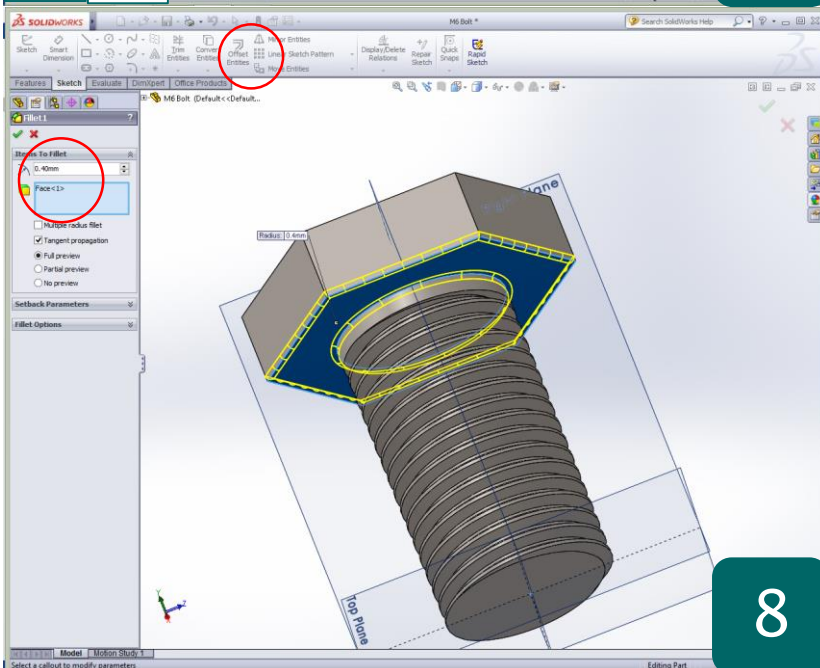 SOLIDWORKS
M6 Bolt *
Search SolidWorks Help
Sketch
Smart Dimension
Trim Entities
Convert Entities
Offset Entities
Mirror Entities
Linear Sketch Pattern
Move Entities
Display/Delete Relations
Repair Sketch
Quick Snaps
Rapid Sketch
Features
Sketch
Evaluate
DimXpert
Office Products
M6 Bolt (Default<<Default...
Fillet1
?
Items To Fillet
0.40mm
Face<1>
Multiple radius fillet
Tangent propagation
Full preview
Partial preview
No preview
Setback Parameters
Fillet Options
Radius: 0.4mm
Plane
Top Plane
8
Model
Motion Study 1
Select a callout to modify parameters
Editing Part